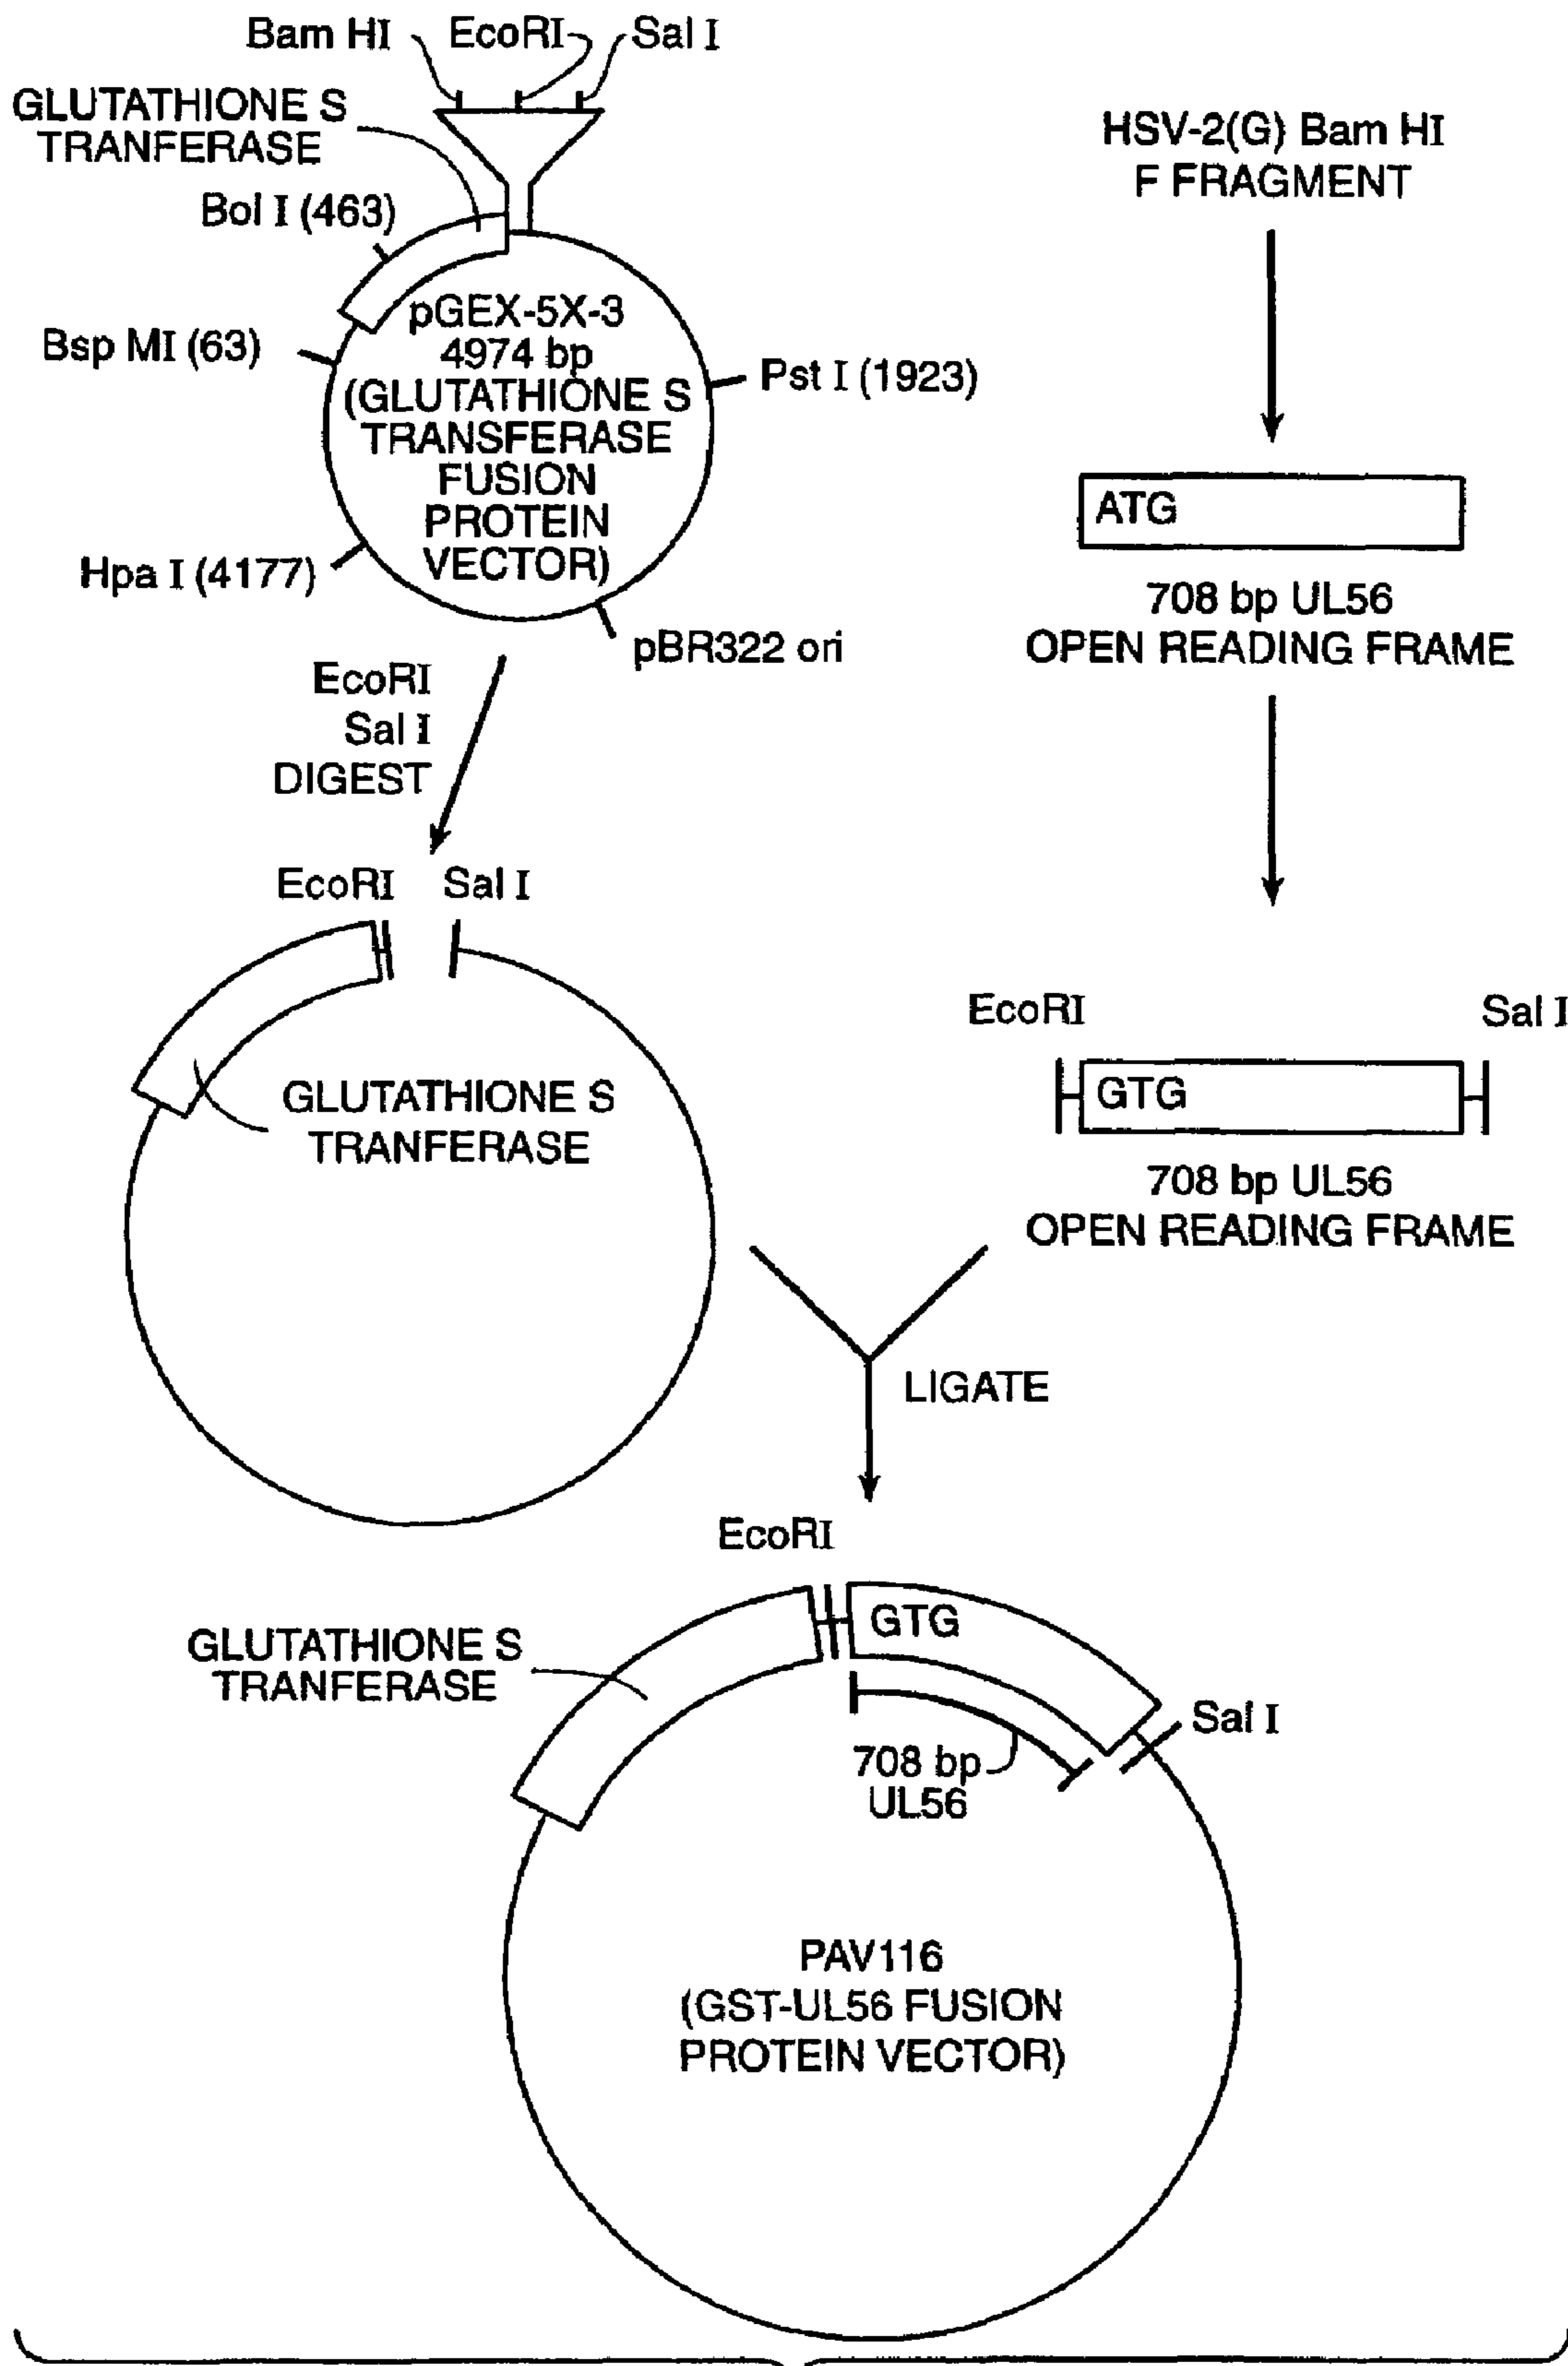 Bam HI EcoRI Sal I
GLUTATHIONE S
TRANFERASE
Bol I (463)
Bsp MI (63)
pGEX-5X-3
4974 bp
(GLUTATHIONE S
TRANSFERASE
FUSION
PROTEIN
VECTOR)
Pst I (1923)
Hpa I (4177)
pBR322 ori
HSV-2(G) Bam HI
F FRAGMENT
ATG
708 bp UL56
OPEN READING FRAME
EcoRI
Sal I
DIGEST
EcoRI Sal I
GLUTATHIONE S
TRANFERASE
EcoRI Sal I
GTG
708 bp UL56
OPEN READING FRAME
LIGATE
EcoRI
GTG
GLUTATHIONE S
TRANFERASE
Sal I
708 bp
UL56
PAV116
(GST-UL56 FUSION
PROTEIN VECTOR)